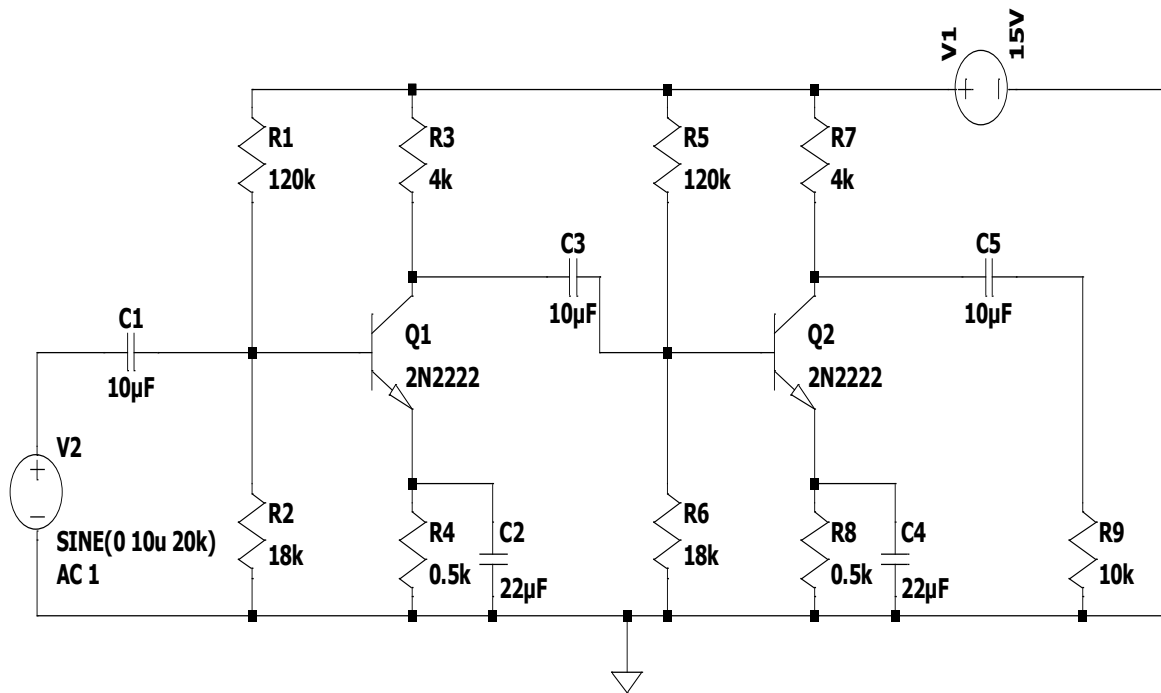 V1
15V
R1
120k
R3
4k
R5
120k
R7
4k
C1
10µF
Q1
2N2222
C3
10µF
Q2
2N2222
C5
10µF
V2
SINE(0 10u 20k)
AC 1
R2
18k
R4
0.5k
C2
22µF
R6
18k
R8
0.5k
C4
22µF
R9
10k